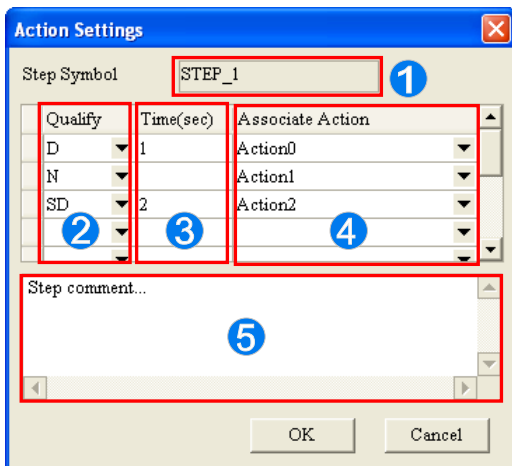 Action Settings
Step Symbol STEP_1 1
Qualify Time(sec) Associate Action
D 1 Action0
N Action1
SD 2 Action2
2 3 4
Step comment...
5
OK Cancel